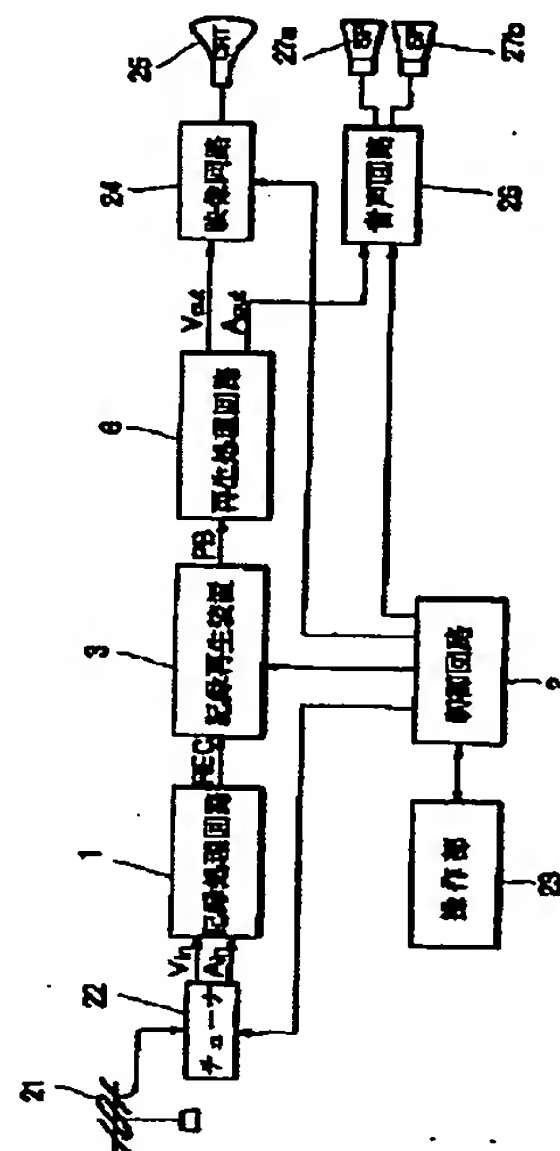 21
22
チューナ
Vin
Ain
1
記録処理回路
REC
3
記録再生装置
PB
6
再生処理回路
Vout
Aout
24
映像回路
25
CRT
27a
SP
SP
27b
音声回路
26
制御回路
操作部
23